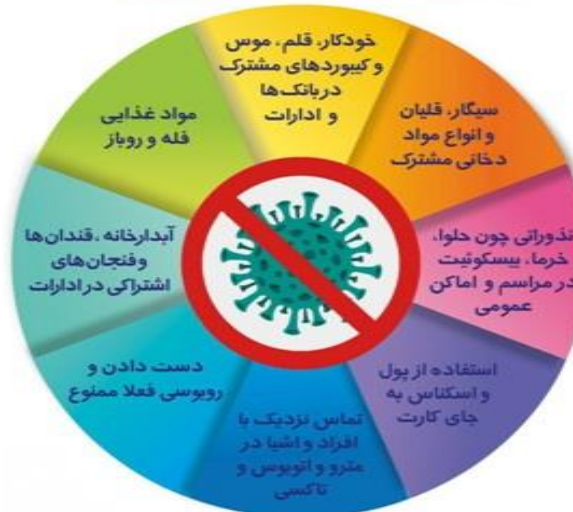 خودکار، قلم، موس
و کیبوردهای مشترک
در بانک‌ها
و ادارات
سیگار، قلیان
و انواع مواد
دخانی مشترک
نذوراتی چون حلوا،
خرما، بیسکوئیت
در مراسم و اماکن
عمومی
استفاده از پول
و اسکناس به
جای کارت
تماس نزدیک با
افراد و اشیا در
مترو و اتوبوس و
تاکسی
دست دادن و
روبوسی فعلا ممنوع
آبدارخانه، قندان‌ها
و فنجان‌های
اشتراکی در ادارات
مواد غذایی
فله و روباز